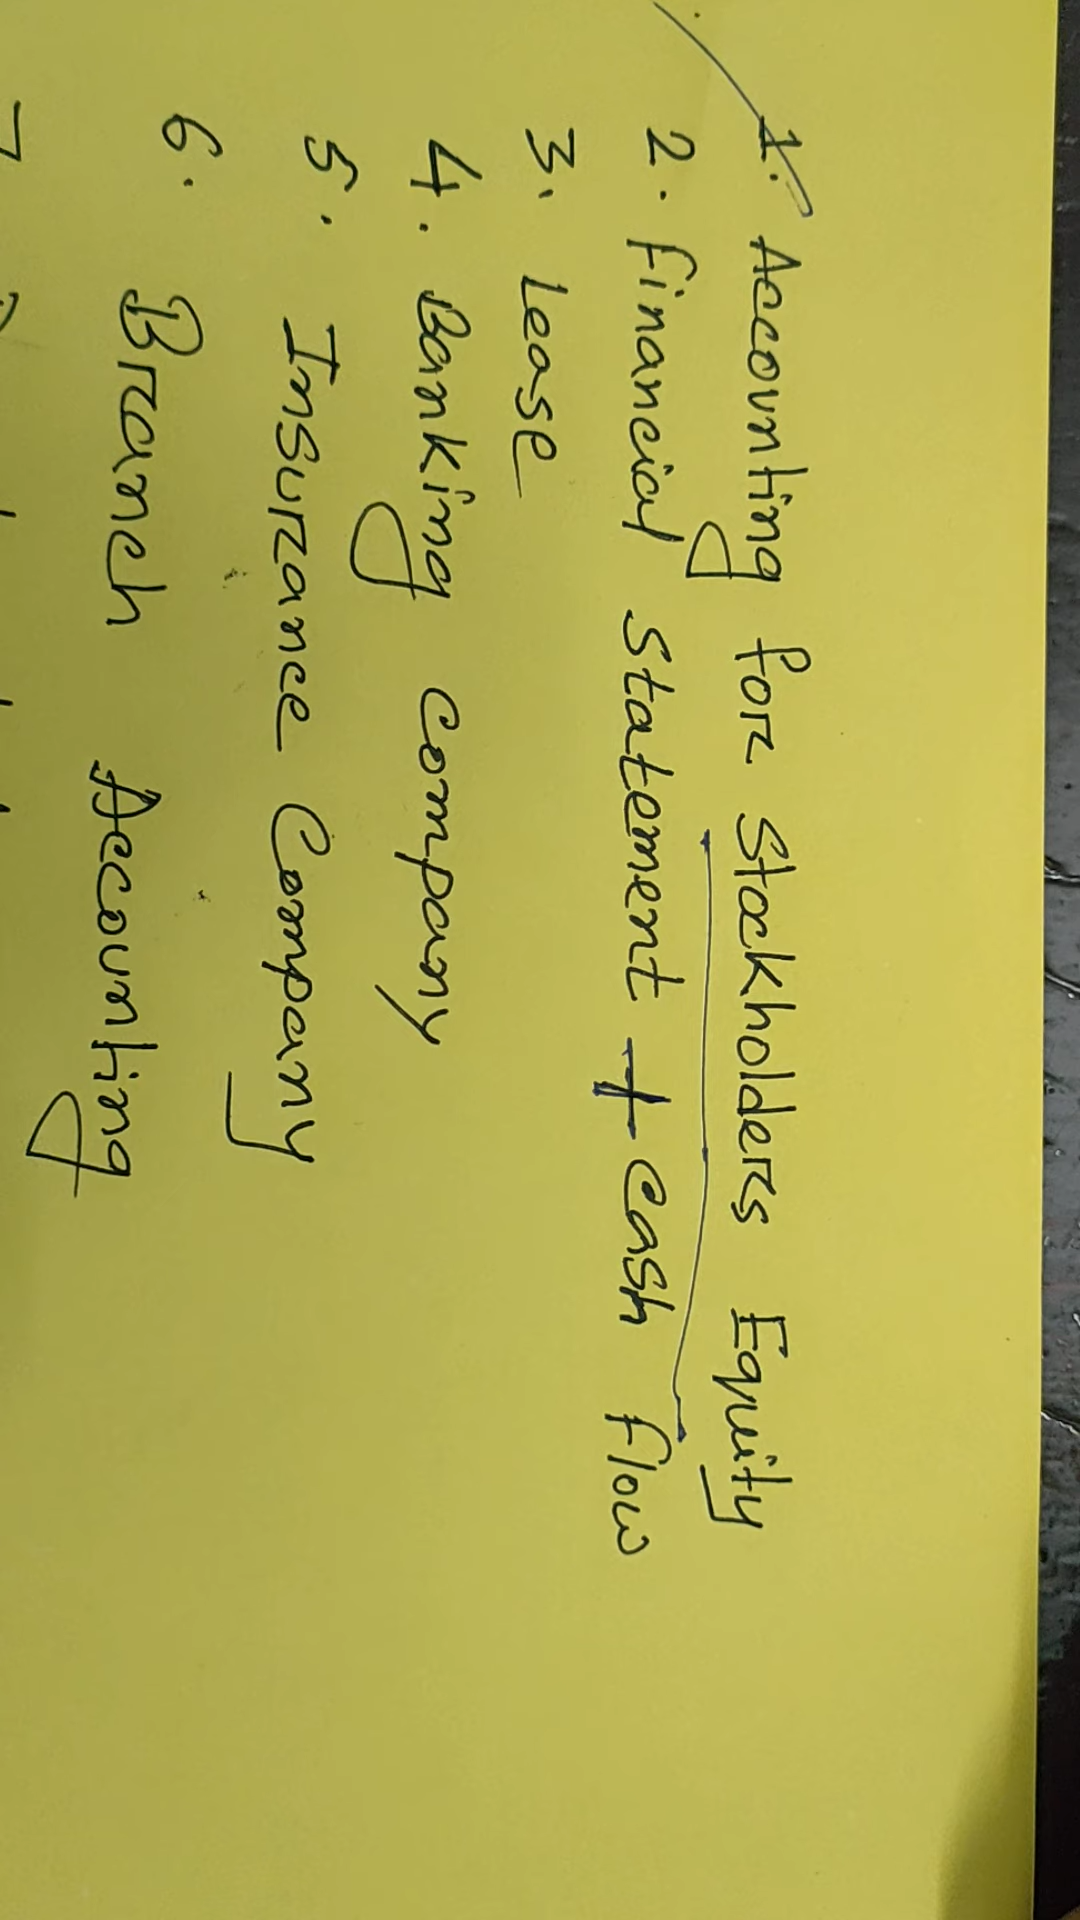 1. Accounting for Stockholders Equity
2. Financial Statement + Cash Flow
3. Lease
4. Banking Company
5. Insurance Company
6. Branch Accounting
7